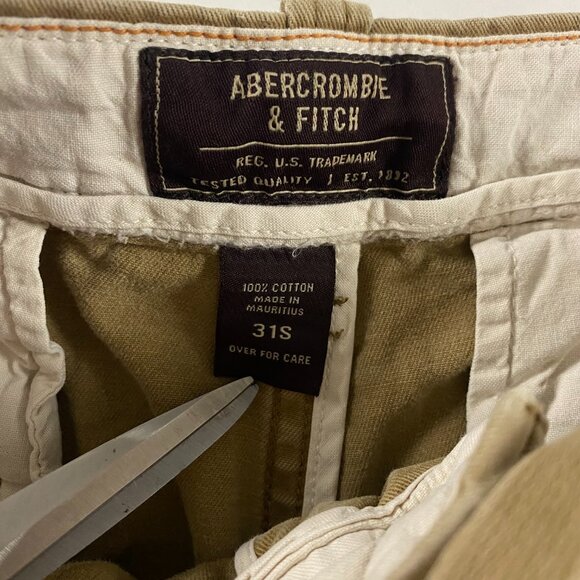 ABERCROMBIE
& FITCH
REG. U.S. TRADEMARK
TESTED QUALITY | EST. 1892
100% COTTON
MADE IN
MAURITIUS
31S
OVER FOR CARE